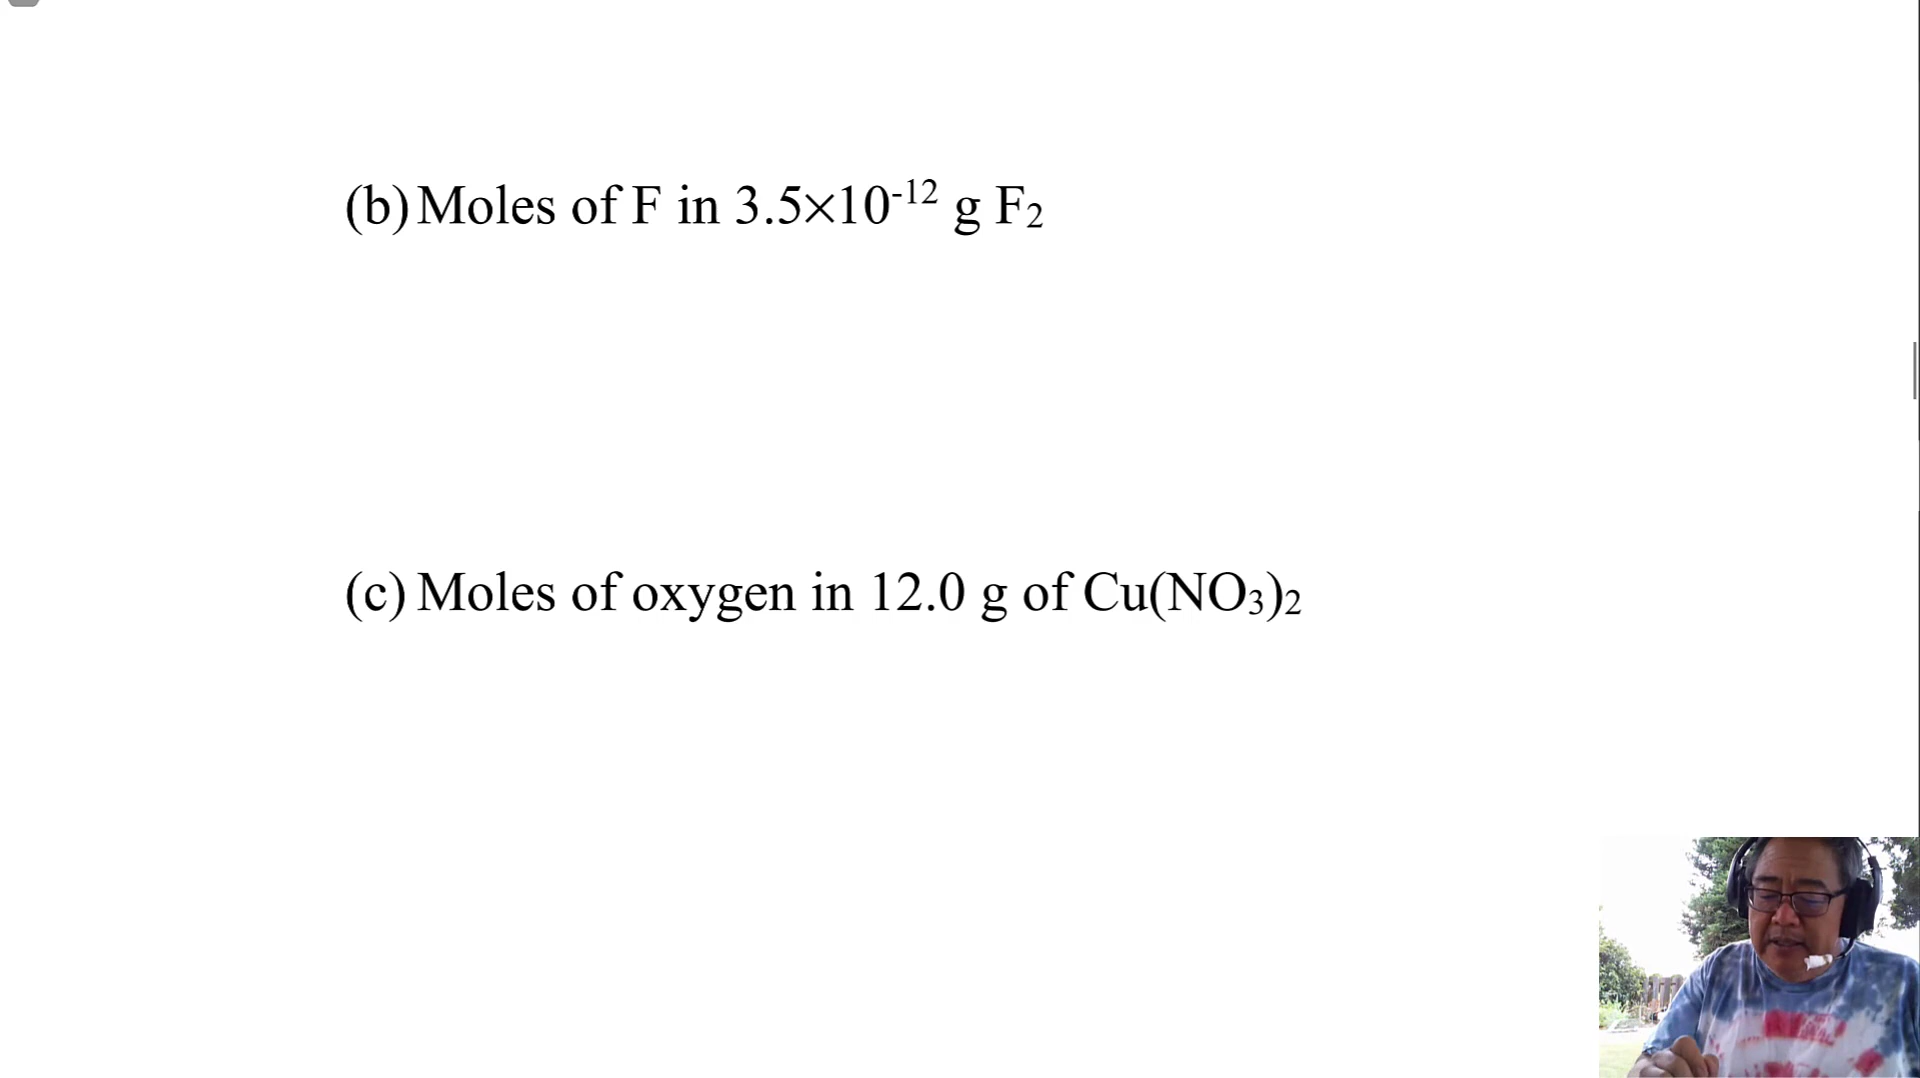 (b) Moles of F in 3.5×10⁻¹² g F₂
(c) Moles of oxygen in 12.0 g of Cu(NO₃)₂